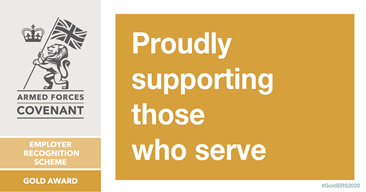 ARMED FORCES
COVENANT
EMPLOYER
RECOGNITION
SCHEME
GOLD AWARD
Proudly
supporting
those
who serve
#GoldERS2020